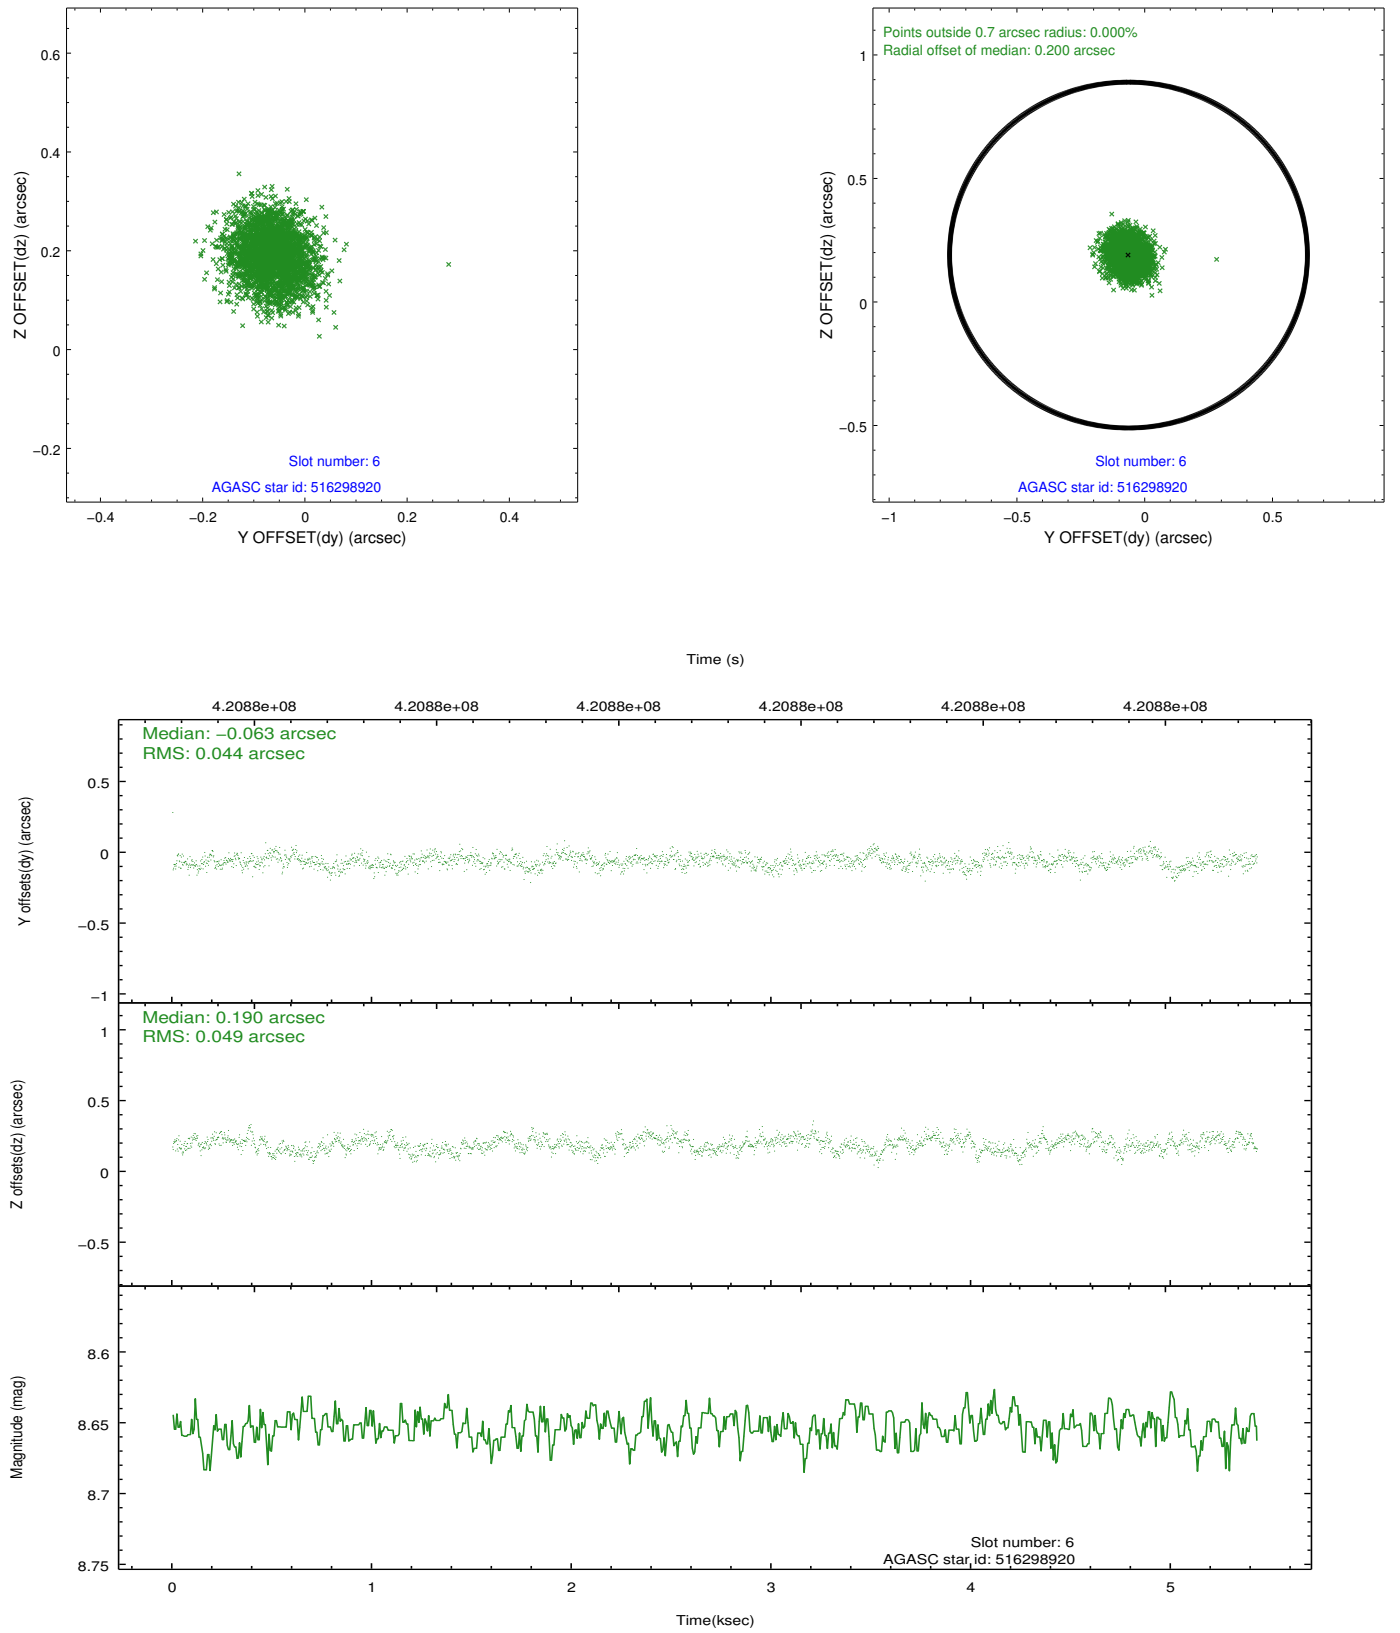 0.6
0.4
0.2
0
−0.2
Z OFFSET(dz) (arcsec)
Slot number: 6
AGASC star id: 516298920
−0.4 −0.2 0 0.2 0.4
Y OFFSET(dy) (arcsec)
Points outside 0.7 arcsec radius: 0.000%
Radial offset of median: 0.200 arcsec
1
0.5
0
−0.5
Z OFFSET(dz) (arcsec)
Slot number: 6
AGASC star id: 516298920
−1 −0.5 0 0.5
Y OFFSET(dy) (arcsec)
Time (s)
4.2088e+08 4.2088e+08 4.2088e+08 4.2088e+08 4.2088e+08 4.2088e+08
Median: −0.063 arcsec
RMS: 0.044 arcsec
0.5
0
−0.5
−1
Y offsets(dy) (arcsec)
Median: 0.190 arcsec
RMS: 0.049 arcsec
1
0.5
0
−0.5
Z offsets(dz) (arcsec)
8.6
8.65
8.7
8.75
Magnitude (mag)
Slot number: 6
AGASC star id: 516298920
0 1 2 3 4 5
Time(ksec)